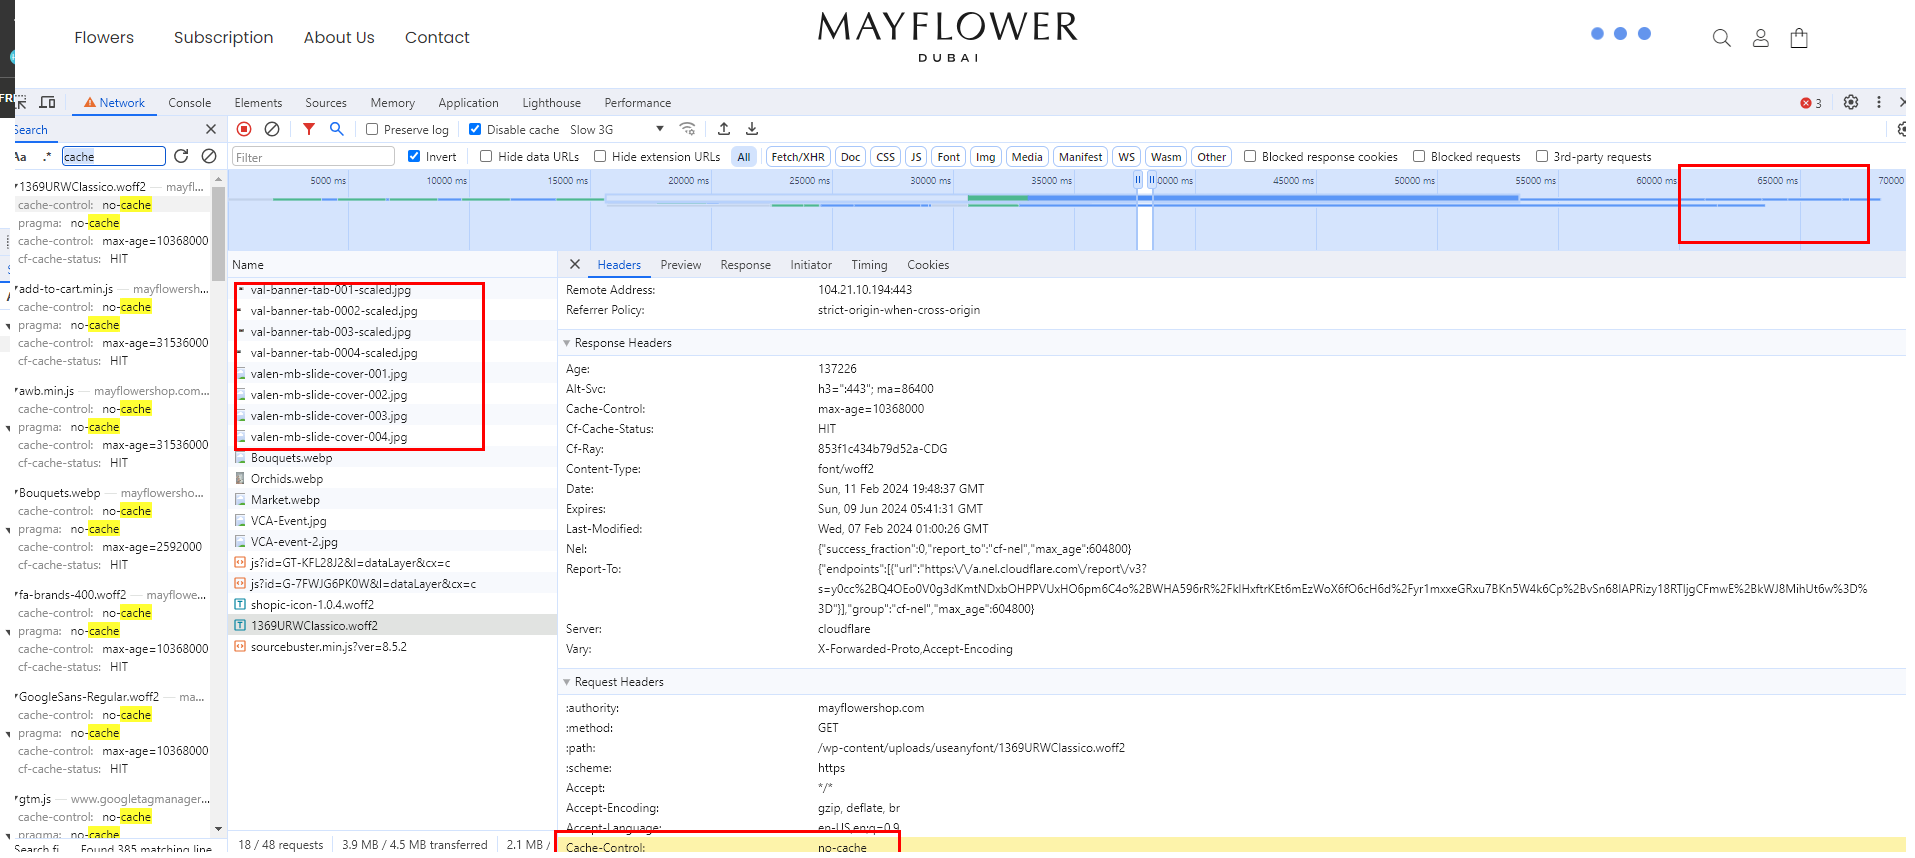 Flowers
Subscription
About Us
Contact
MAYFLOWER
DUBAI
FR
Network
Console
Elements
Sources
Memory
Application
Lighthouse
Performance
3
Search
Preserve log
Disable cache
Slow 3G
Aa
.*
cache
Filter
Invert
Hide data URLs
Hide extension URLs
All
Fetch/XHR
Doc
CSS
JS
Font
Img
Media
Manifest
WS
Wasm
Other
Blocked response cookies
Blocked requests
3rd-party requests
5000 ms
10000 ms
15000 ms
20000 ms
25000 ms
30000 ms
35000 ms
0000 ms
45000 ms
50000 ms
55000 ms
60000 ms
65000 ms
70000
1369URWClassico.woff2 — mayfl...
cache-control: no-cache
pragma: no-cache
cache-control: max-age=10368000
cf-cache-status: HIT
add-to-cart.min.js — mayflowersh...
cache-control: no-cache
pragma: no-cache
cache-control: max-age=31536000
cf-cache-status: HIT
awb.min.js — mayflowershop.com...
cache-control: no-cache
pragma: no-cache
cache-control: max-age=31536000
cf-cache-status: HIT
Bouquets.webp — mayflowersho...
cache-control: no-cache
pragma: no-cache
cache-control: max-age=2592000
cf-cache-status: HIT
fa-brands-400.woff2 — mayflowe...
cache-control: no-cache
pragma: no-cache
cache-control: max-age=10368000
cf-cache-status: HIT
GoogleSans-Regular.woff2 — ma...
cache-control: no-cache
pragma: no-cache
cache-control: max-age=10368000
cf-cache-status: HIT
gtm.js — www.googletagmanager...
cache-control: no-cache
pragma: no-cache
Search fi... Found 385 matching line
Name
val-banner-tab-001-scaled.jpg
val-banner-tab-0002-scaled.jpg
val-banner-tab-003-scaled.jpg
val-banner-tab-0004-scaled.jpg
valen-mb-slide-cover-001.jpg
valen-mb-slide-cover-002.jpg
valen-mb-slide-cover-003.jpg
valen-mb-slide-cover-004.jpg
Bouquets.webp
Orchids.webp
Market.webp
VCA-Event.jpg
VCA-event-2.jpg
js?id=GT-KFL28J2&l=dataLayer&cx=c
js?id=G-7FWJG6PK0W&l=dataLayer&cx=c
shopic-icon-1.0.4.woff2
1369URWClassico.woff2
sourcebuster.min.js?ver=8.5.2
18 / 48 requests
3.9 MB / 4.5 MB transferred
2.1 MB /
Headers
Preview
Response
Initiator
Timing
Cookies
Remote Address: 104.21.10.194:443
Referrer Policy: strict-origin-when-cross-origin
Response Headers
Age: 137226
Alt-Svc: h3=":443"; ma=86400
Cache-Control: max-age=10368000
Cf-Cache-Status: HIT
Cf-Ray: 853f1c434b79d52a-CDG
Content-Type: font/woff2
Date: Sun, 11 Feb 2024 19:48:37 GMT
Expires: Sun, 09 Jun 2024 05:41:31 GMT
Last-Modified: Wed, 07 Feb 2024 01:00:26 GMT
Nel: {"success_fraction":0,"report_to":"cf-nel","max_age":604800}
Report-To: {"endpoints":[{"url":"https:\/\/a.nel.cloudflare.com\/report\/v3?
s=y0cc%2BQ4OEo0V0g3dKmtNDxbOHPPVUxHO6pm6C4o%2BWHA596rR%2FkIHxftrKEt6mEzWoX6fO6cH6d%2Fyr1mxxeGRxu7BKn5W4k6Cp%2BvSn68IAPRizy18RTIjgCFmwE%2BkWJ8MihUt6w%3D%
3D"}],"group":"cf-nel","max_age":604800}
Server: cloudflare
Vary: X-Forwarded-Proto,Accept-Encoding
Request Headers
:authority: mayflowershop.com
:method: GET
:path: /wp-content/uploads/useanyfont/1369URWClassico.woff2
:scheme: https
Accept: */*
Accept-Encoding: gzip, deflate, br
Accept-Language: en-US,en;q=0.9
Cache-Control: no-cache